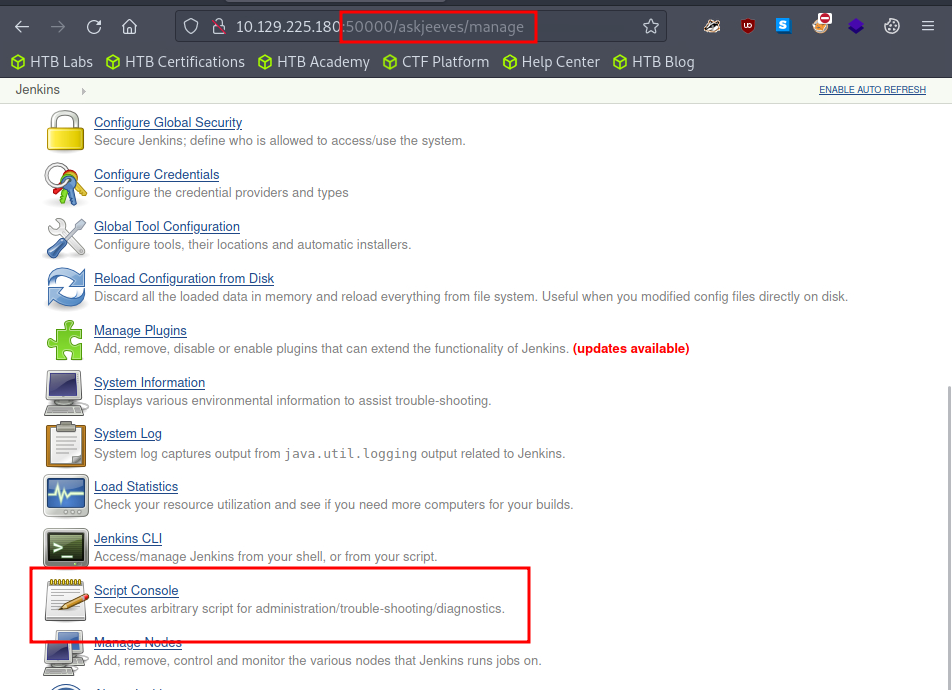 10.129.225.180:50000/askjeeves/manage
HTB Labs HTB Certifications HTB Academy CTF Platform Help Center HTB Blog
Jenkins ENABLE AUTO REFRESH
Configure Global Security
Secure Jenkins; define who is allowed to access/use the system.
Configure Credentials
Configure the credential providers and types
Global Tool Configuration
Configure tools, their locations and automatic installers.
Reload Configuration from Disk
Discard all the loaded data in memory and reload everything from file system. Useful when you modified config files directly on disk.
Manage Plugins
Add, remove, disable or enable plugins that can extend the functionality of Jenkins. (updates available)
System Information
Displays various environmental information to assist trouble-shooting.
System Log
System log captures output from java.util.logging output related to Jenkins.
Load Statistics
Check your resource utilization and see if you need more computers for your builds.
Jenkins CLI
Access/manage Jenkins from your shell, or from your script.
Script Console
Executes arbitrary script for administration/trouble-shooting/diagnostics.
Manage Nodes
Add, remove, control and monitor the various nodes that Jenkins runs jobs on.